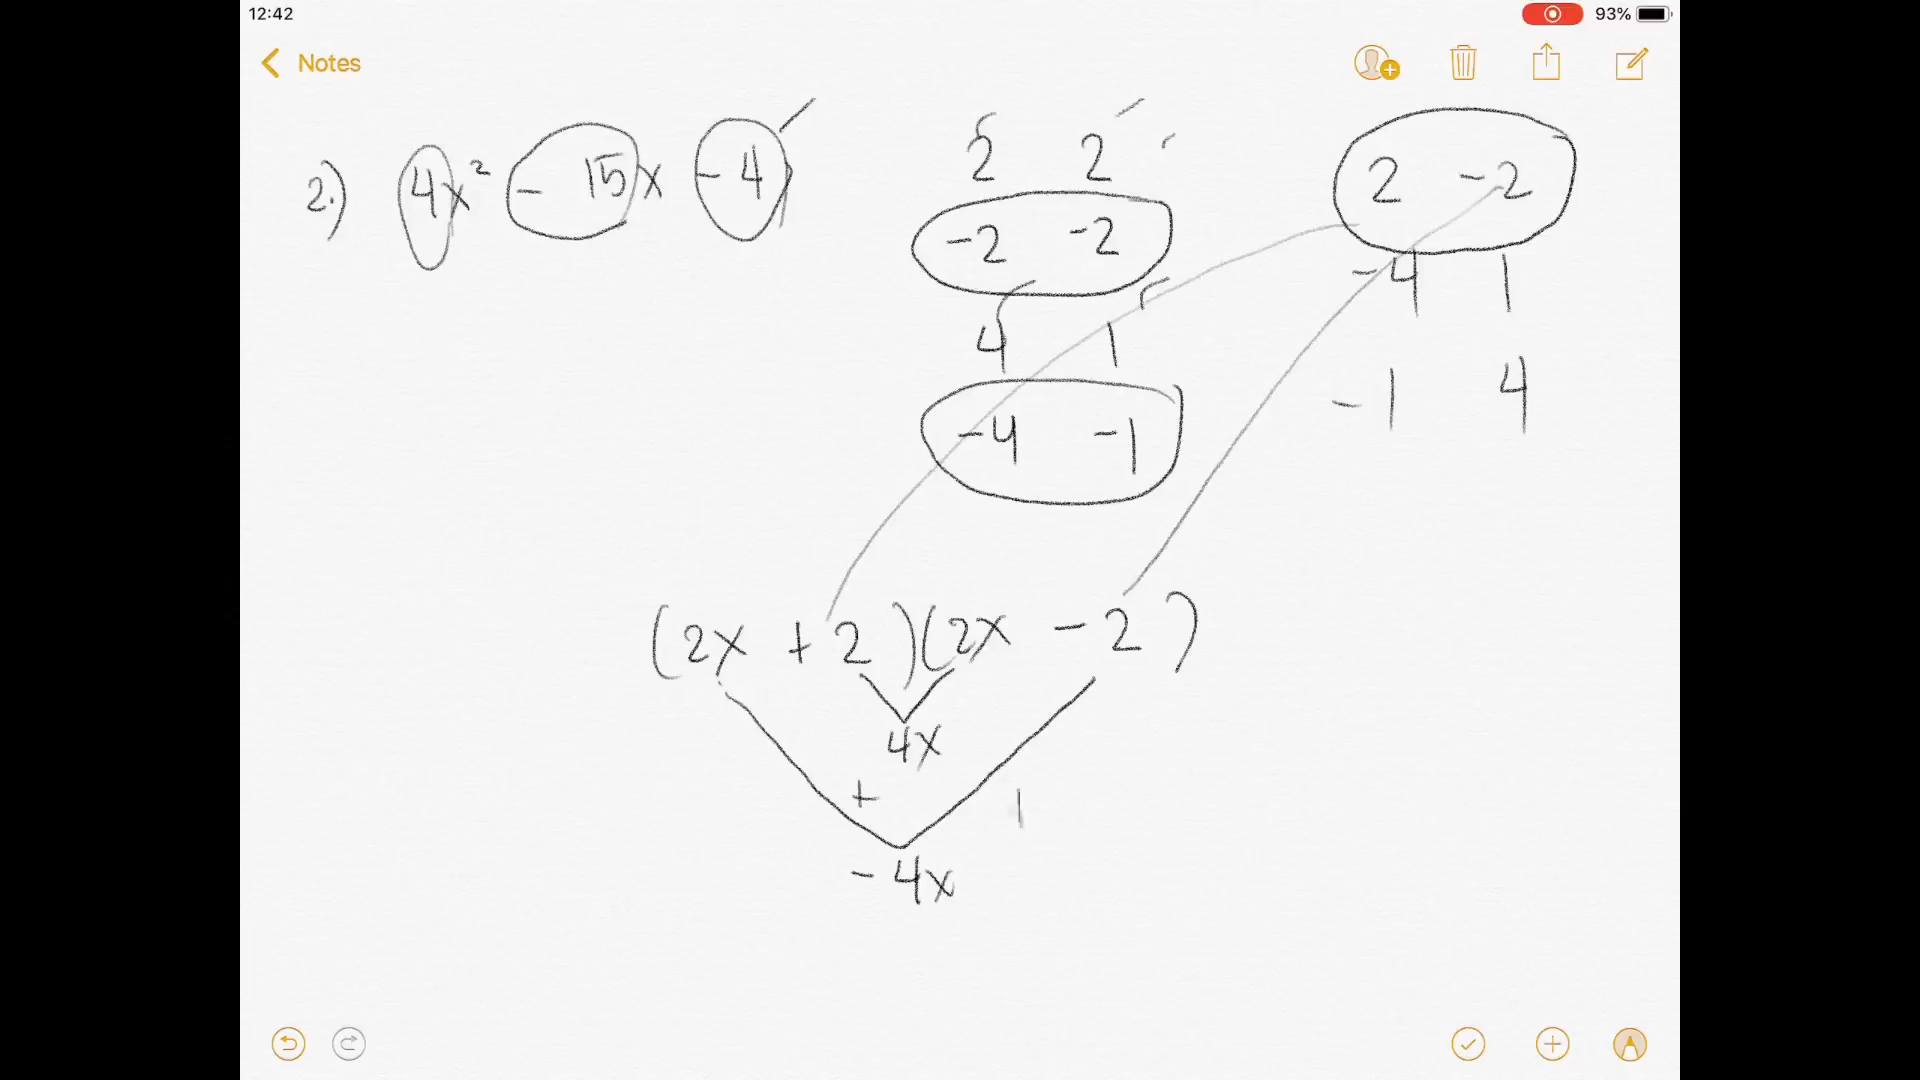 12:42
93%
Notes
2.) 4x² - 15x - 4
2 2
-2 -2
4 1
-4 -1
2 -2
-4 1
-1 4
(2x + 2)(2x - 2)
4x
+
- 4x